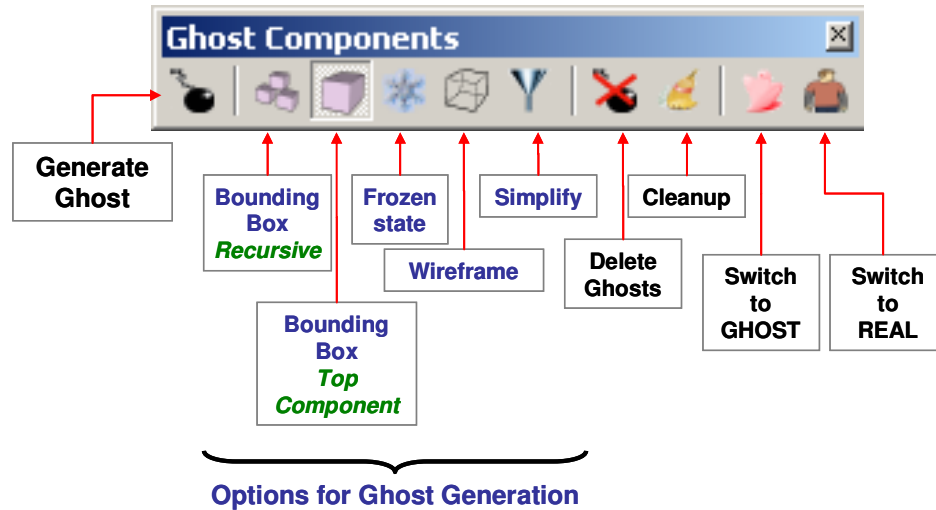 Ghost Components
Generate
Ghost
Bounding
Box
Recursive
Bounding
Box
Top
Component
Frozen
state
Wireframe
Simplify
Delete
Ghosts
Cleanup
Switch
to
GHOST
Switch
to
REAL
Options for Ghost Generation